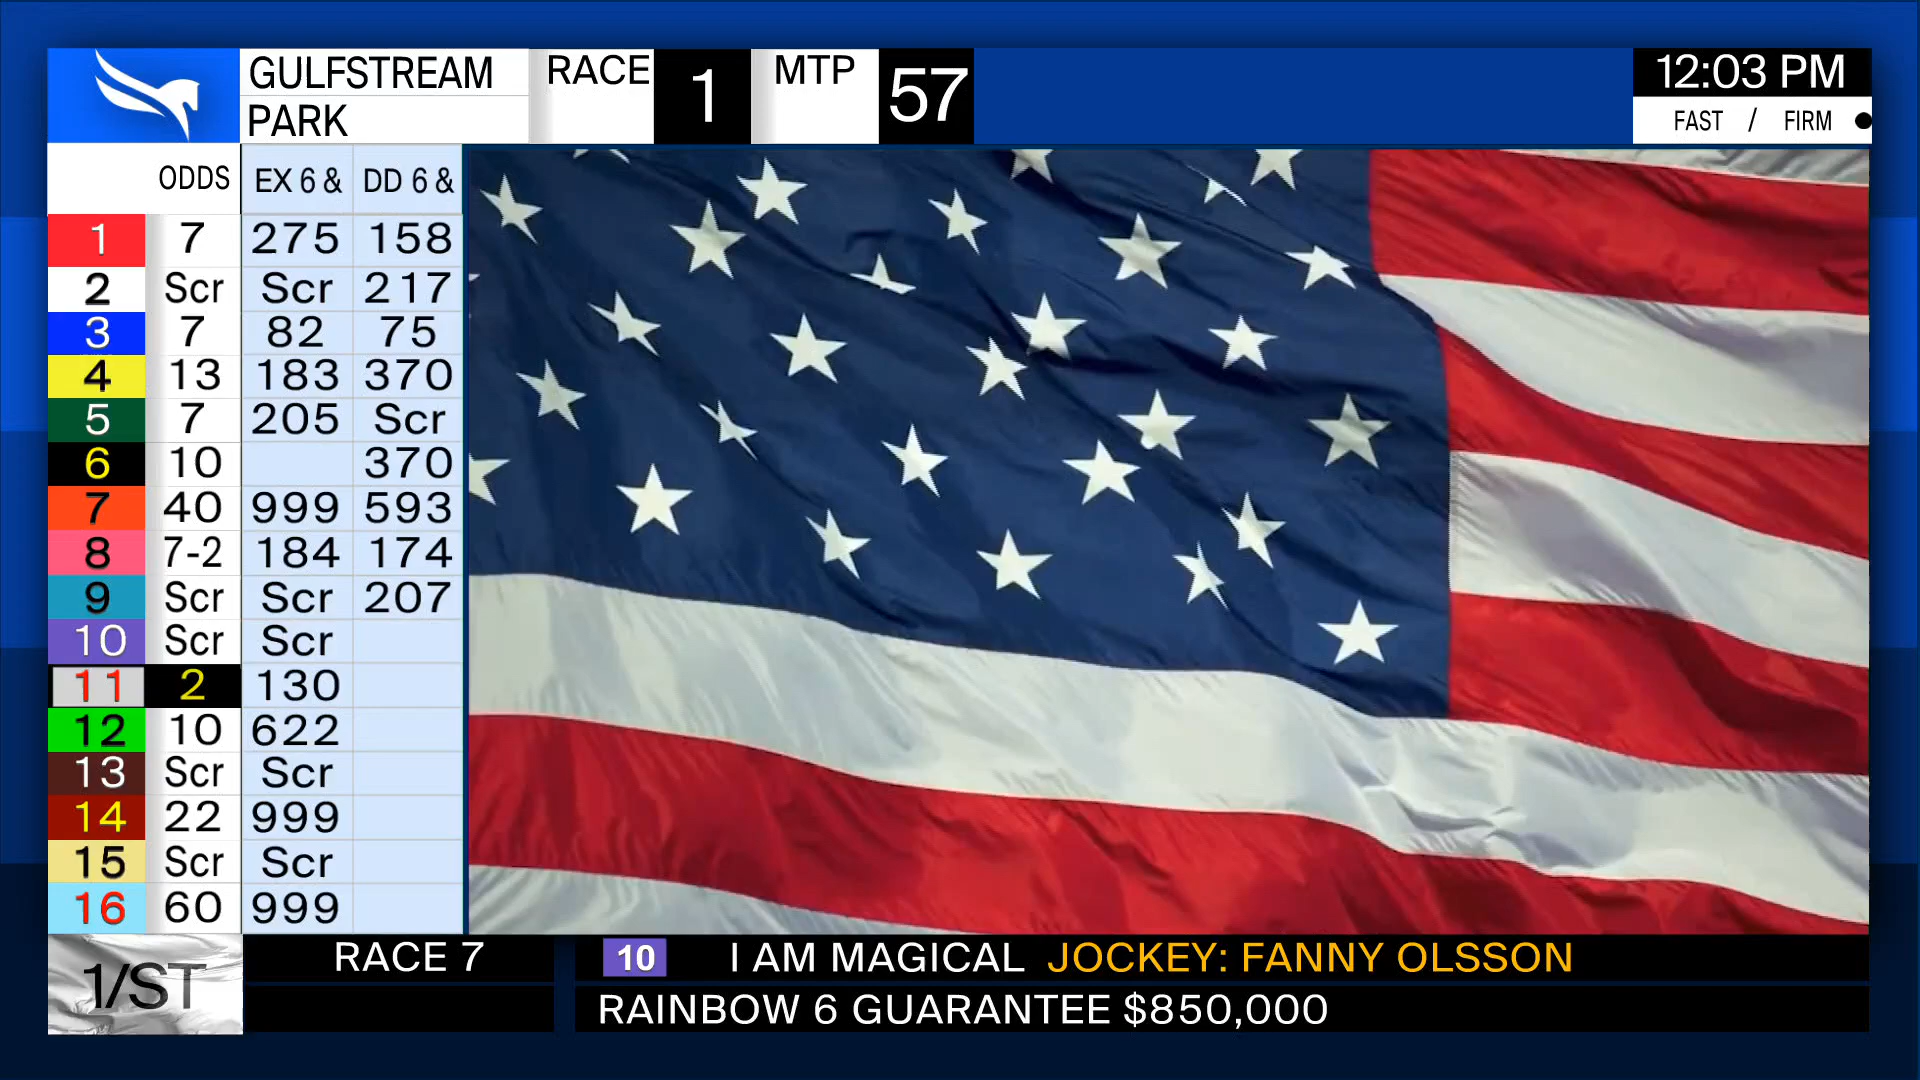 GULFSTREAM PARK RACE 1 MTP 57 12:03 PM
FAST / FIRM
ODDS EX 6 & DD 6 &
1 7 275 158
2 Scr Scr 217
3 7 82 75
4 13 183 370
5 7 205 Scr
6 10 370
7 40 999 593
8 7-2 184 174
9 Scr Scr 207
10 Scr Scr
11 2 130
12 10 622
13 Scr Scr
14 22 999
15 Scr Scr
16 60 999
1/ST RACE 7 10 I AM MAGICAL JOCKEY: FANNY OLSSON
RAINBOW 6 GUARANTEE $850,000